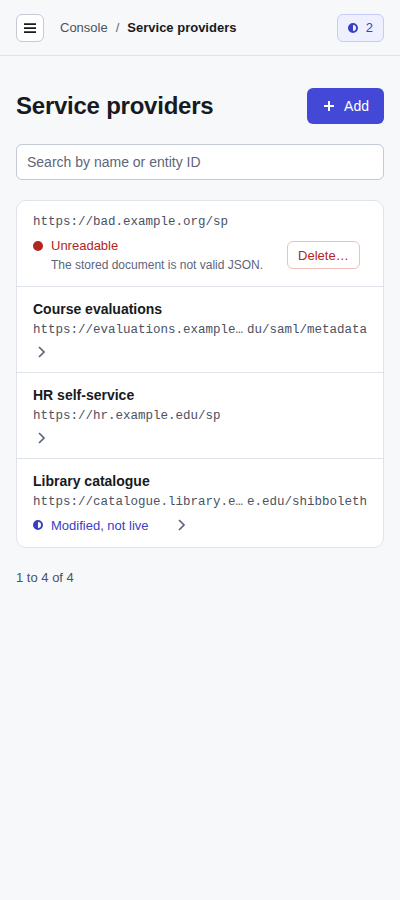 Console / Service providers
2
Service providers
Add
Search by name or entity ID
https://bad.example.org/sp
Unreadable
The stored document is not valid JSON.
Delete…
Course evaluations
https://evaluations.example… du/saml/metadata
HR self-service
https://hr.example.edu/sp
Library catalogue
https://catalogue.library.e… e.edu/shibboleth
Modified, not live
1 to 4 of 4